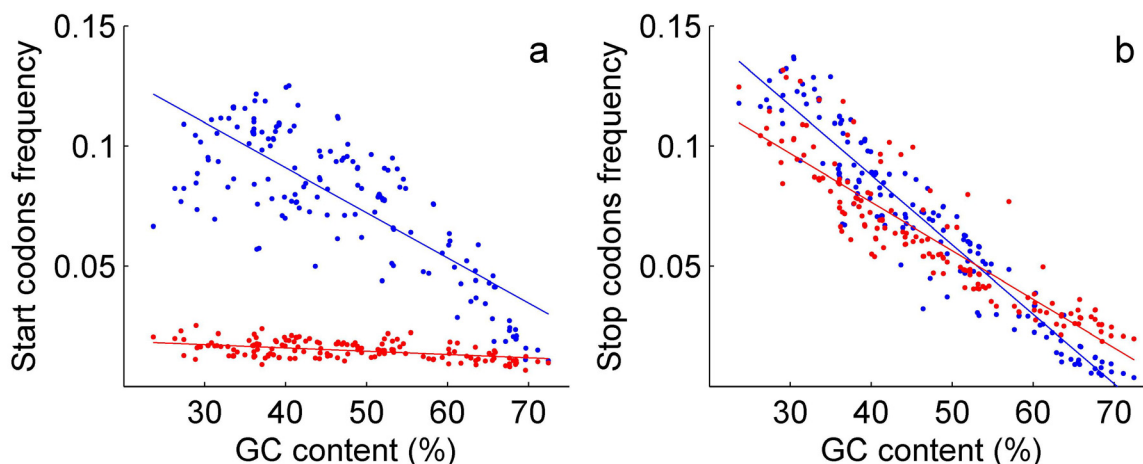 a
Start codons frequency
0.15
0.1
0.05
30 40 50 60 70
GC content (%)
b
Stop codons frequency
0.15
0.1
0.05
30 40 50 60 70
GC content (%)